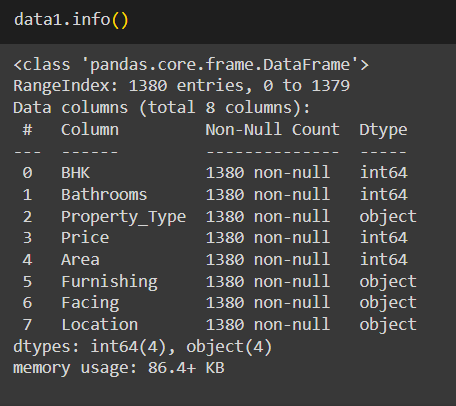 data1.info()
<class 'pandas.core.frame.DataFrame'>
RangeIndex: 1380 entries, 0 to 1379
Data columns (total 8 columns):
 #   Column         Non-Null Count  Dtype
---  ------         --------------  -----
 0   BHK            1380 non-null   int64
 1   Bathrooms      1380 non-null   int64
 2   Property_Type  1380 non-null   object
 3   Price          1380 non-null   int64
 4   Area           1380 non-null   int64
 5   Furnishing     1380 non-null   object
 6   Facing         1380 non-null   object
 7   Location       1380 non-null   object
dtypes: int64(4), object(4)
memory usage: 86.4+ KB